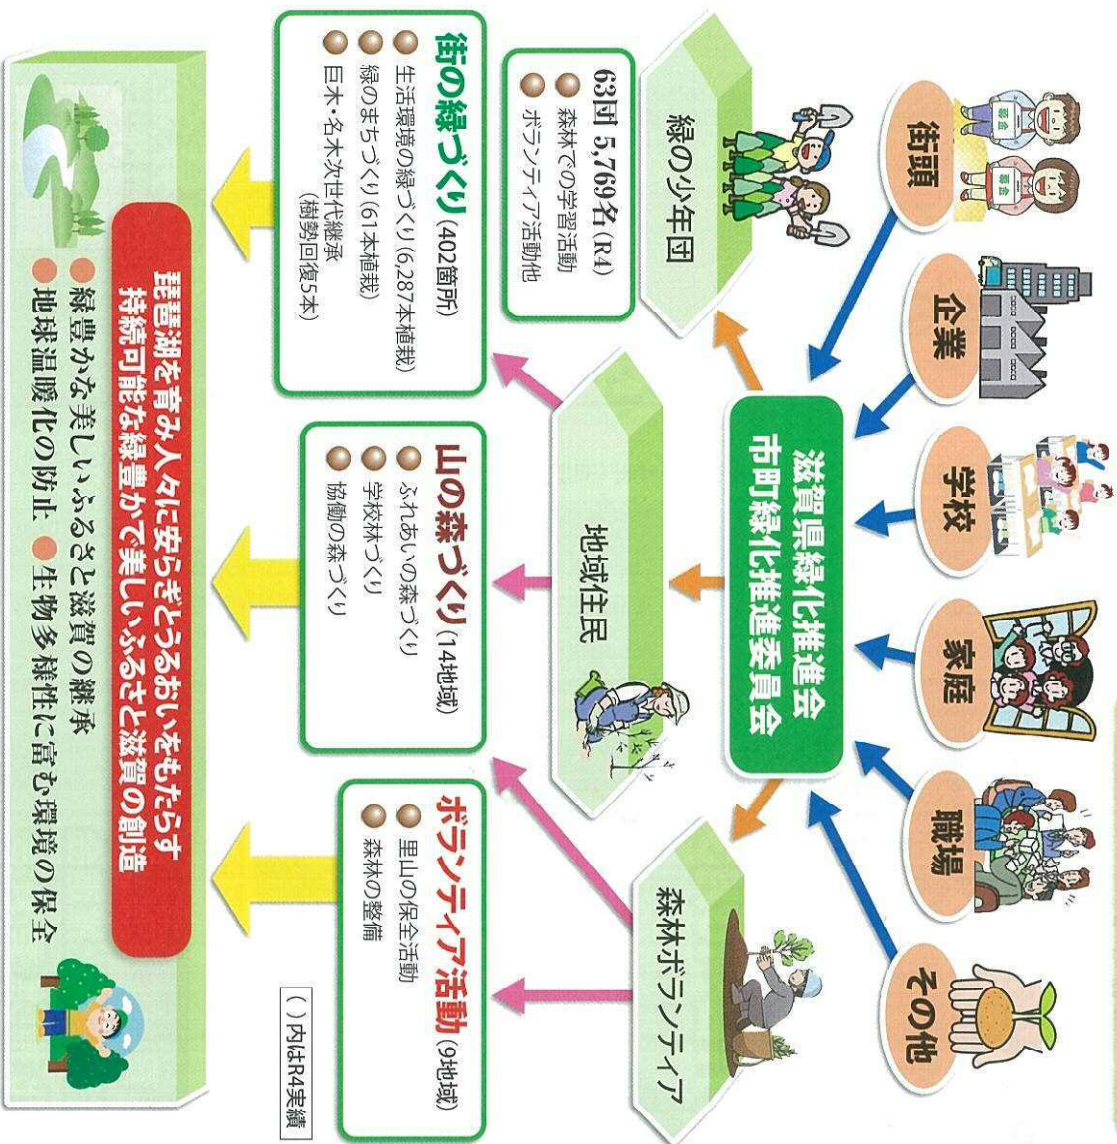 街頭
企業
学校
家庭
職場
その他
募金
募金
滋賀県緑化推進会
市町緑化推進委員会
緑の少年団
地域住民
森林ボランティア
63団 5,769名(R4)
森林での学習活動
ボランティア活動他
街の緑づくり(402箇所)
生活環境の緑づくり(6,287本植栽)
緑のまちづくり(61本植栽)
巨木・名木次世代継承
(樹勢回復5本)
山の森づくり(14地域)
ふれあいの森づくり
学校林づくり
協働の森づくり
ボランティア活動(9地域)
里山の保全活動
森林の整備
( )内はR4実績
琵琶湖を育み人々に安らぎとうるおいをもたらす
持続可能な緑豊かで美しいふるさと滋賀の創造
緑豊かな美しいふるさと滋賀の継承
地球温暖化の防止 生物多様性に富む環境の保全